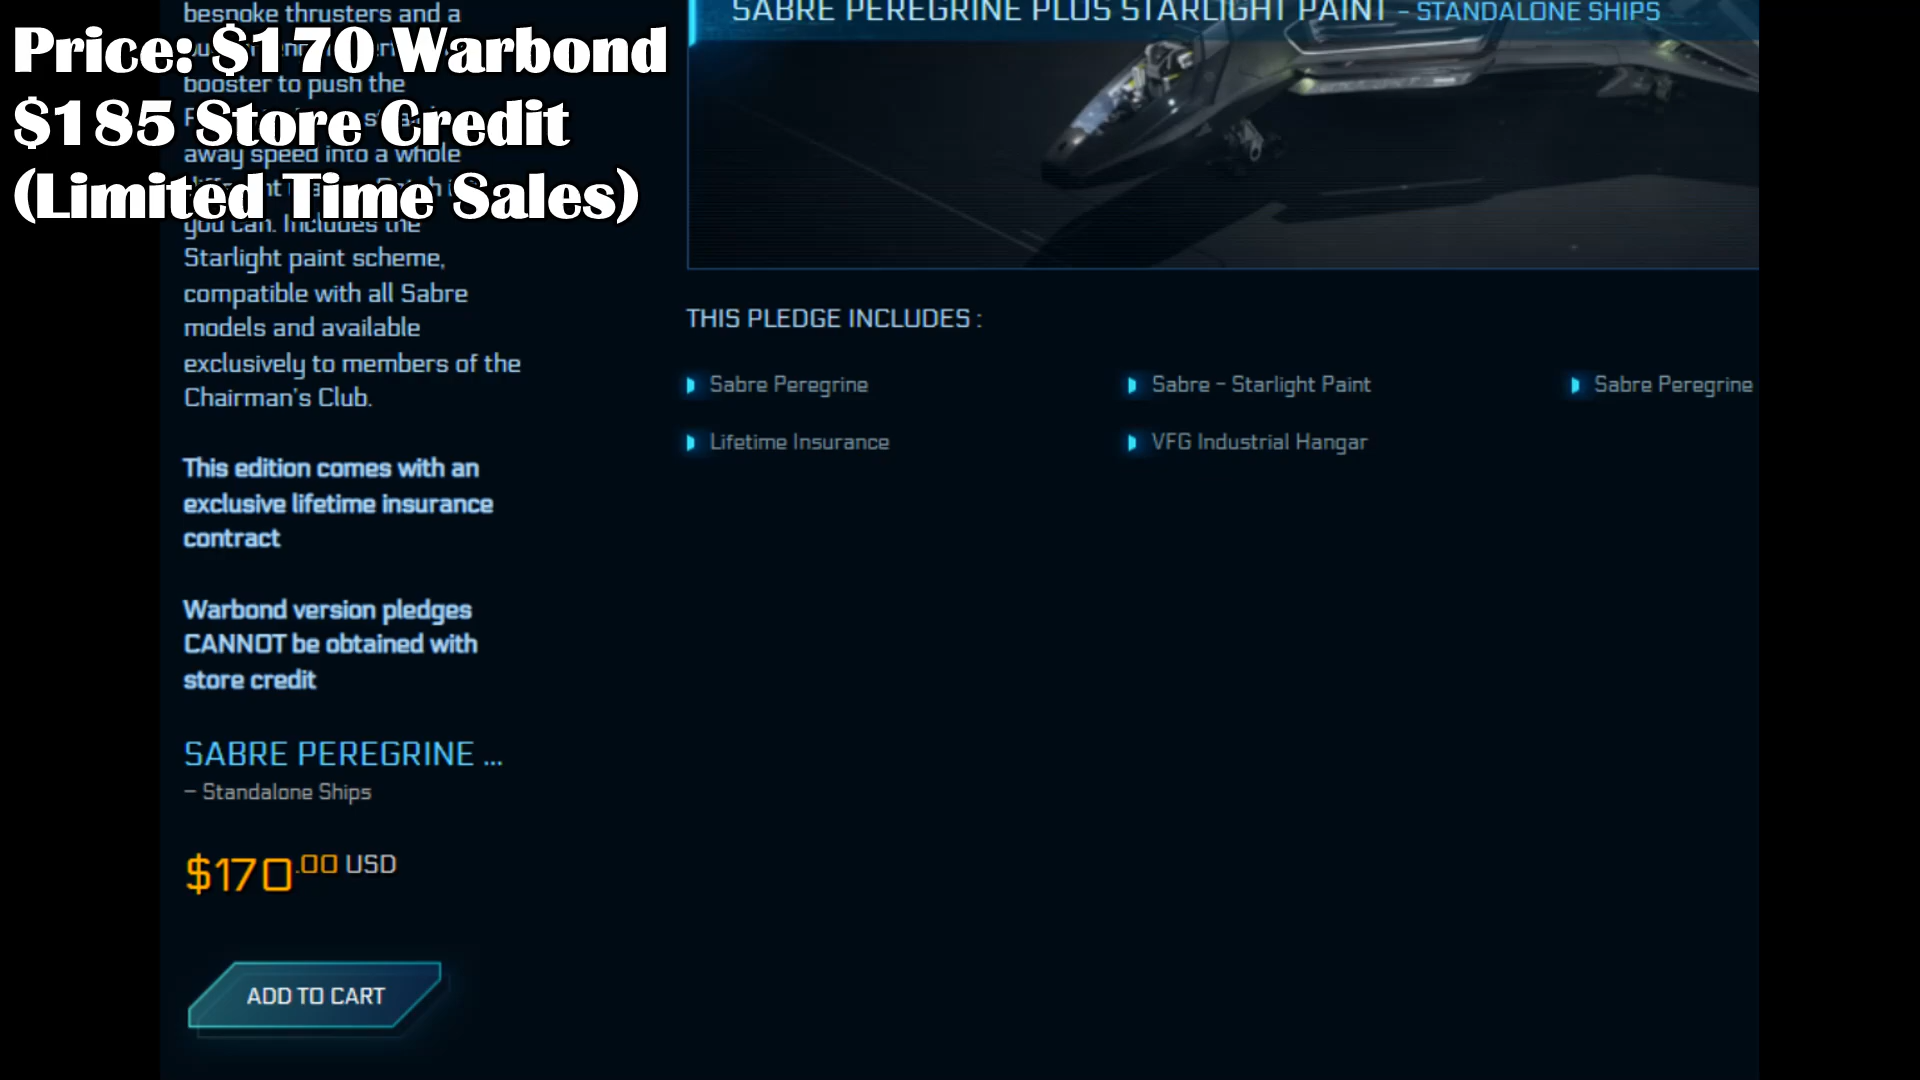 Price: $170 Warbond
$185 Store Credit
(Limited Time Sales)
bespoke thrusters and a
booster to push the
away speed into a whole
you can. Includes the
Starlight paint scheme,
compatible with all Sabre
models and available
exclusively to members of the
Chairman's Club.
This edition comes with an
exclusive lifetime insurance
contract
Warbond version pledges
CANNOT be obtained with
store credit
SABRE PEREGRINE ...
– Standalone Ships
$170.00 USD
ADD TO CART
SABRE PEREGRINE PLUS STARLIGHT PAINT – STANDALONE SHIPS
THIS PLEDGE INCLUDES :
Sabre Peregrine
Sabre – Starlight Paint
Sabre Peregrine
Lifetime Insurance
VFG Industrial Hangar